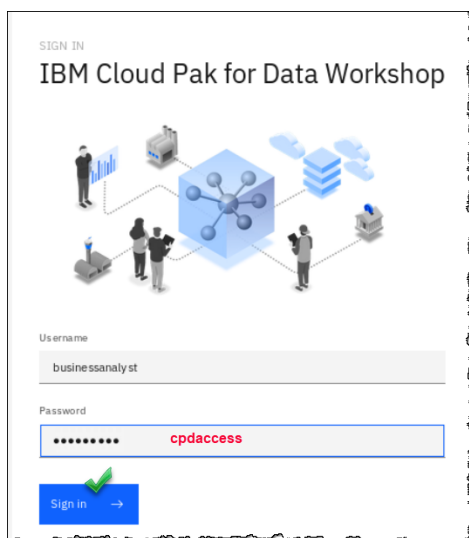 SIGN IN
IBM Cloud Pak for Data Workshop
Username
businessanalyst
Password
••••••••• cpdaccess
Sign in →